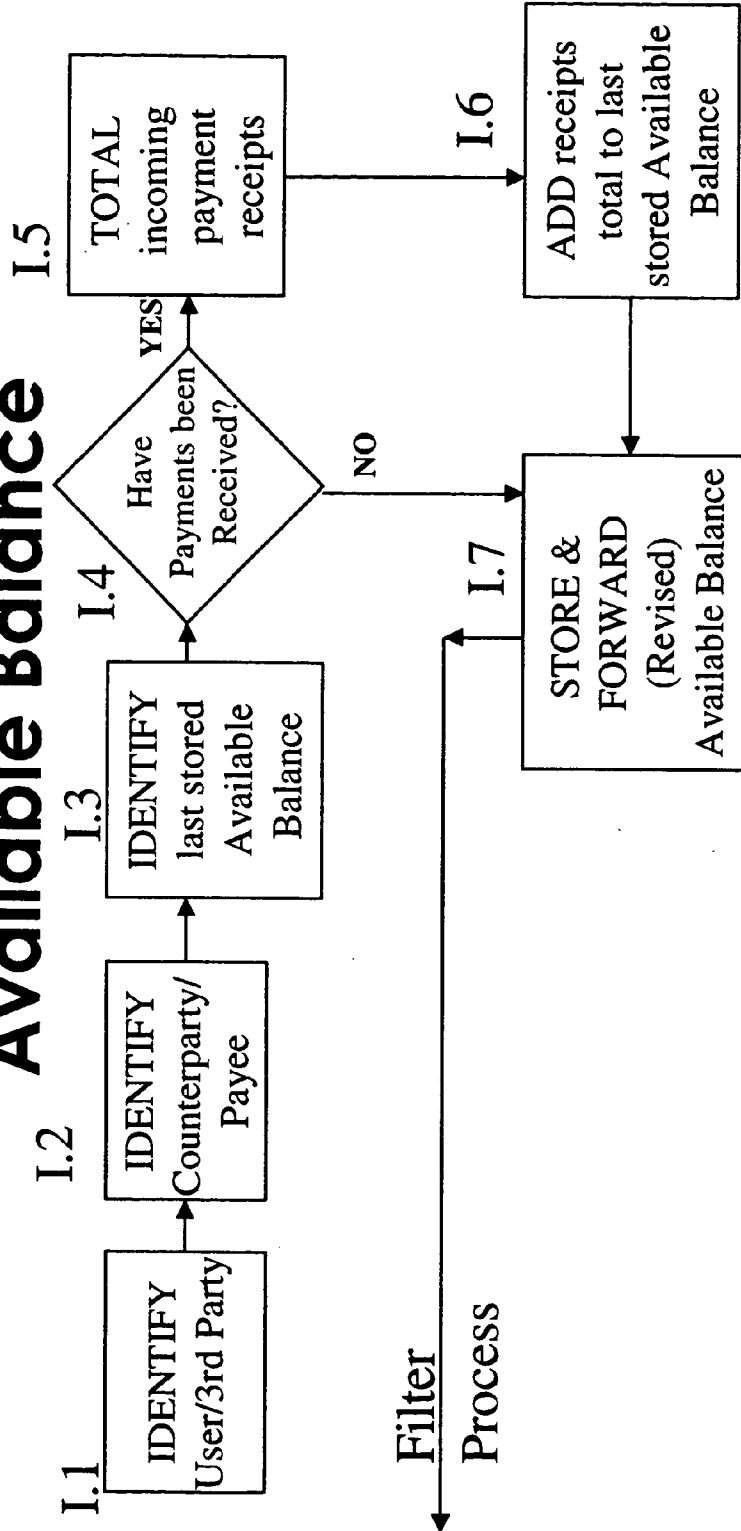 Available Balance
I.1
IDENTIFY
User/3rd Party
I.2
IDENTIFY
Counterparty/
Payee
I.3
IDENTIFY
last stored
Available
Balance
I.4
Have
Payments been
Received?
YES
NO
I.5
TOTAL
incoming
payment
receipts
I.6
ADD receipts
total to last
stored Available
Balance
I.7
STORE &
FORWARD
(Revised)
Available Balance
Filter
Process